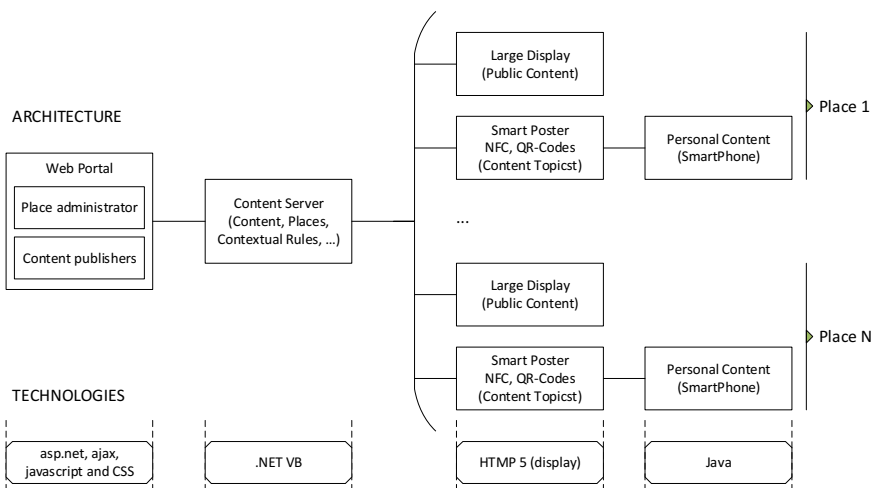 ARCHITECTURE
Web Portal
Place administrator
Content publishers
Content Server
(Content, Places,
Contextual Rules, …)
Large Display
(Public Content)
Smart Poster
NFC, QR-Codes
(Content Topicst)
Personal Content
(SmartPhone)
Place 1
...
Large Display
(Public Content)
Smart Poster
NFC, QR-Codes
(Content Topicst)
Personal Content
(SmartPhone)
Place N
TECHNOLOGIES
asp.net, ajax,
javascript and CSS
.NET VB
HTMP 5 (display)
Java